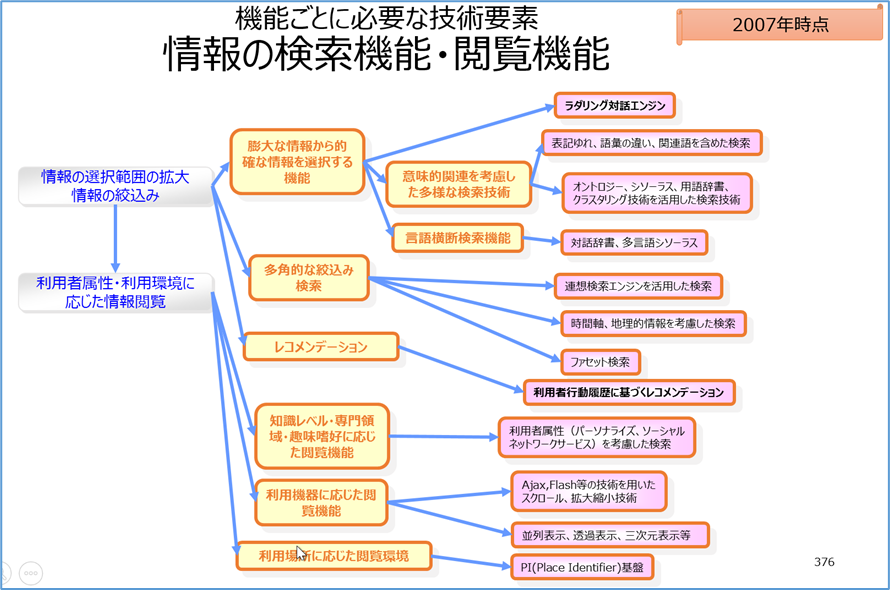 機能ごとに必要な技術要素
情報の検索機能・閲覧機能
2007年時点
情報の選択範囲の拡大
情報の絞込み
利用者属性・利用環境に
応じた情報閲覧
膨大な情報から的
確な情報を選択する
機能
意味的関連を考慮し
た多様な検索技術
言語横断検索機能
多角的な絞込み
検索
レコメンデーション
知識レベル・専門領
域・趣味嗜好に応じ
た閲覧機能
利用機器に応じた閲
覧機能
利用場所に応じた閲覧環境
ラダリング対話エンジン
表記ゆれ、語彙の違い、関連語を含めた検索
オントロジー、シソーラス、用語辞書、
クラスタリング技術を活用した検索技術
対話辞書、多言語シソーラス
連想検索エンジンを活用した検索
時間軸、地理的情報を考慮した検索
ファセット検索
利用者行動履歴に基づくレコメンデーション
利用者属性（パーソナライズ、ソーシャル
ネットワークサービス）を考慮した検索
Ajax,Flash等の技術を用いた
スクロール、拡大縮小技術
並列表示、透過表示、三次元表示等
PI(Place Identifier)基盤
376